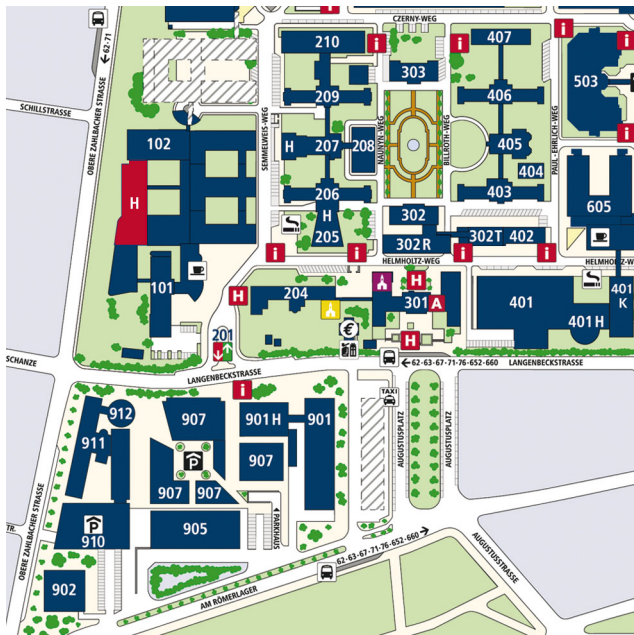 CZERNY-WEG
62-71
210
i
407
i
i
303
503
SCHILLSTRASSE
OBERE ZAHLBACHER STRASSE
SEMMELWEIS-WEG
209
406
NAUNYN-WEG
BILLROTH-WEG
PAUL-EHRLICH-WEG
102
H
207
208
405
i
404
206
403
H
H
205
302
605
302 R
302T
402
i
i
i
i
HELMHOLTZ-WEG
HELMHOLTZ-W
101
H
204
H
301
A
401
401
K
401 H
201
€
H
SCHANZE
LANGENBECKSTRASSE
62-63-67-71-76-652-660
LANGENBECKSTRASSE
i
TAXI
912
907
901 H
901
AUGUSTUSPLATZ
AUGUSTUSPLATZ
911
P
907
907
907
OBERE ZAHLBACHER STRASSE
P
910
905
PARKHAUS
TR.
62-63-67-71-76-652-660
AUGUSTUSSTRASSE
902
AM RÖMERLAGER